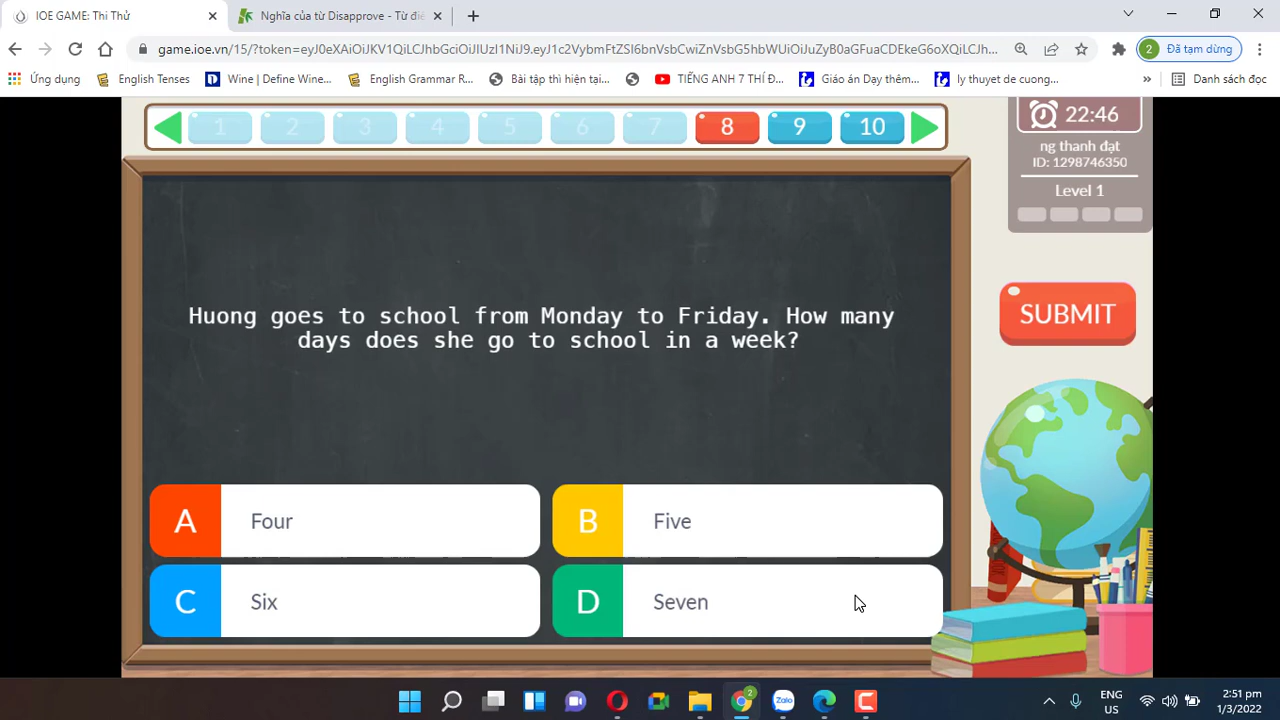 IOE GAME: Thi Thử
Nghĩa của từ Disapprove - Từ điể
game.ioe.vn/15/?token=
2 Đã tạm dừng
Ứng dụng
English Tenses
Wine | Define Wine...
English Grammar R...
Bài tập thì hiện tại...
TIẾNG ANH 7 THÍ Đ...
Giáo án Dạy thêm...
ly thuyet de cuong...
»
Danh sách đọc
1 2 3 4 5 6 7 8 9 10
22:46
ng thanh đạt
ID: 1298746350
Level 1
SUBMIT
Huong goes to school from Monday to Friday. How many
days does she go to school in a week?
A Four
B Five
C Six
D Seven
2
Zalo
ENG
US
2:51 pm
1/3/2022